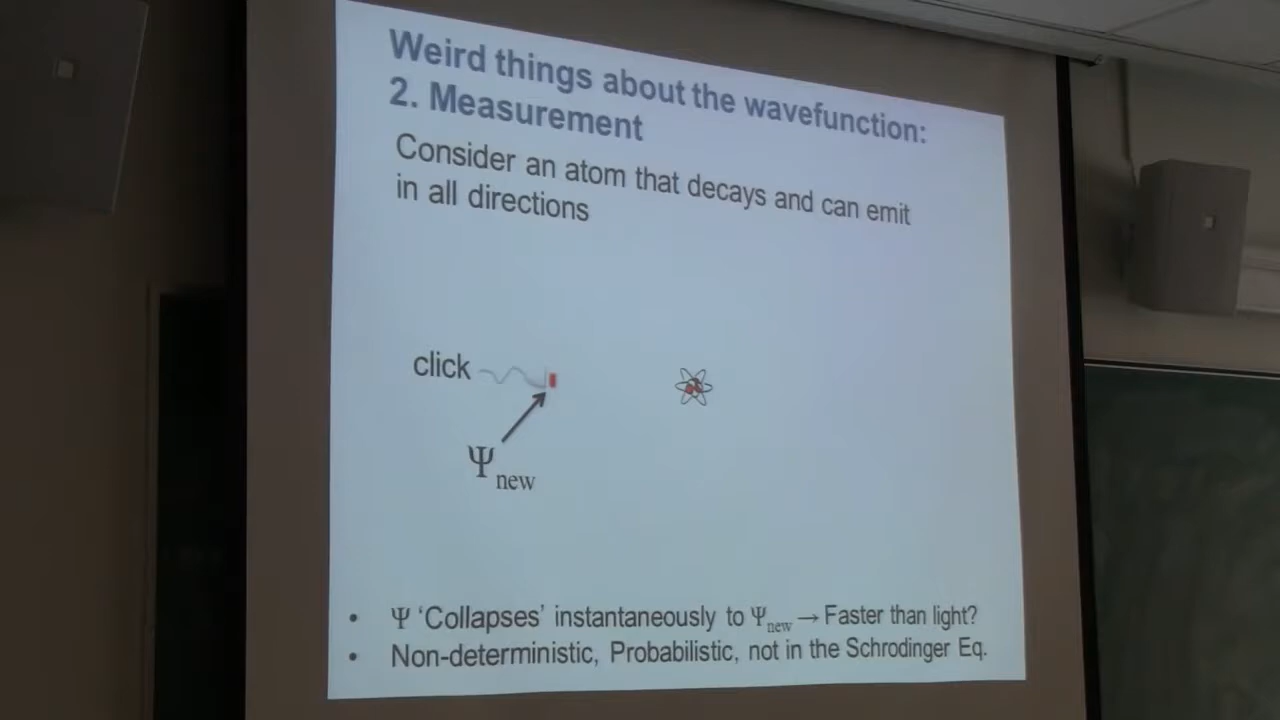 Weird things about the wavefunction:
2. Measurement
Consider an atom that decays and can emit
in all directions
click
Ψnew
• Ψ ‘Collapses’ instantaneously to Ψnew → Faster than light?
• Non-deterministic, Probabilistic, not in the Schrodinger Eq.